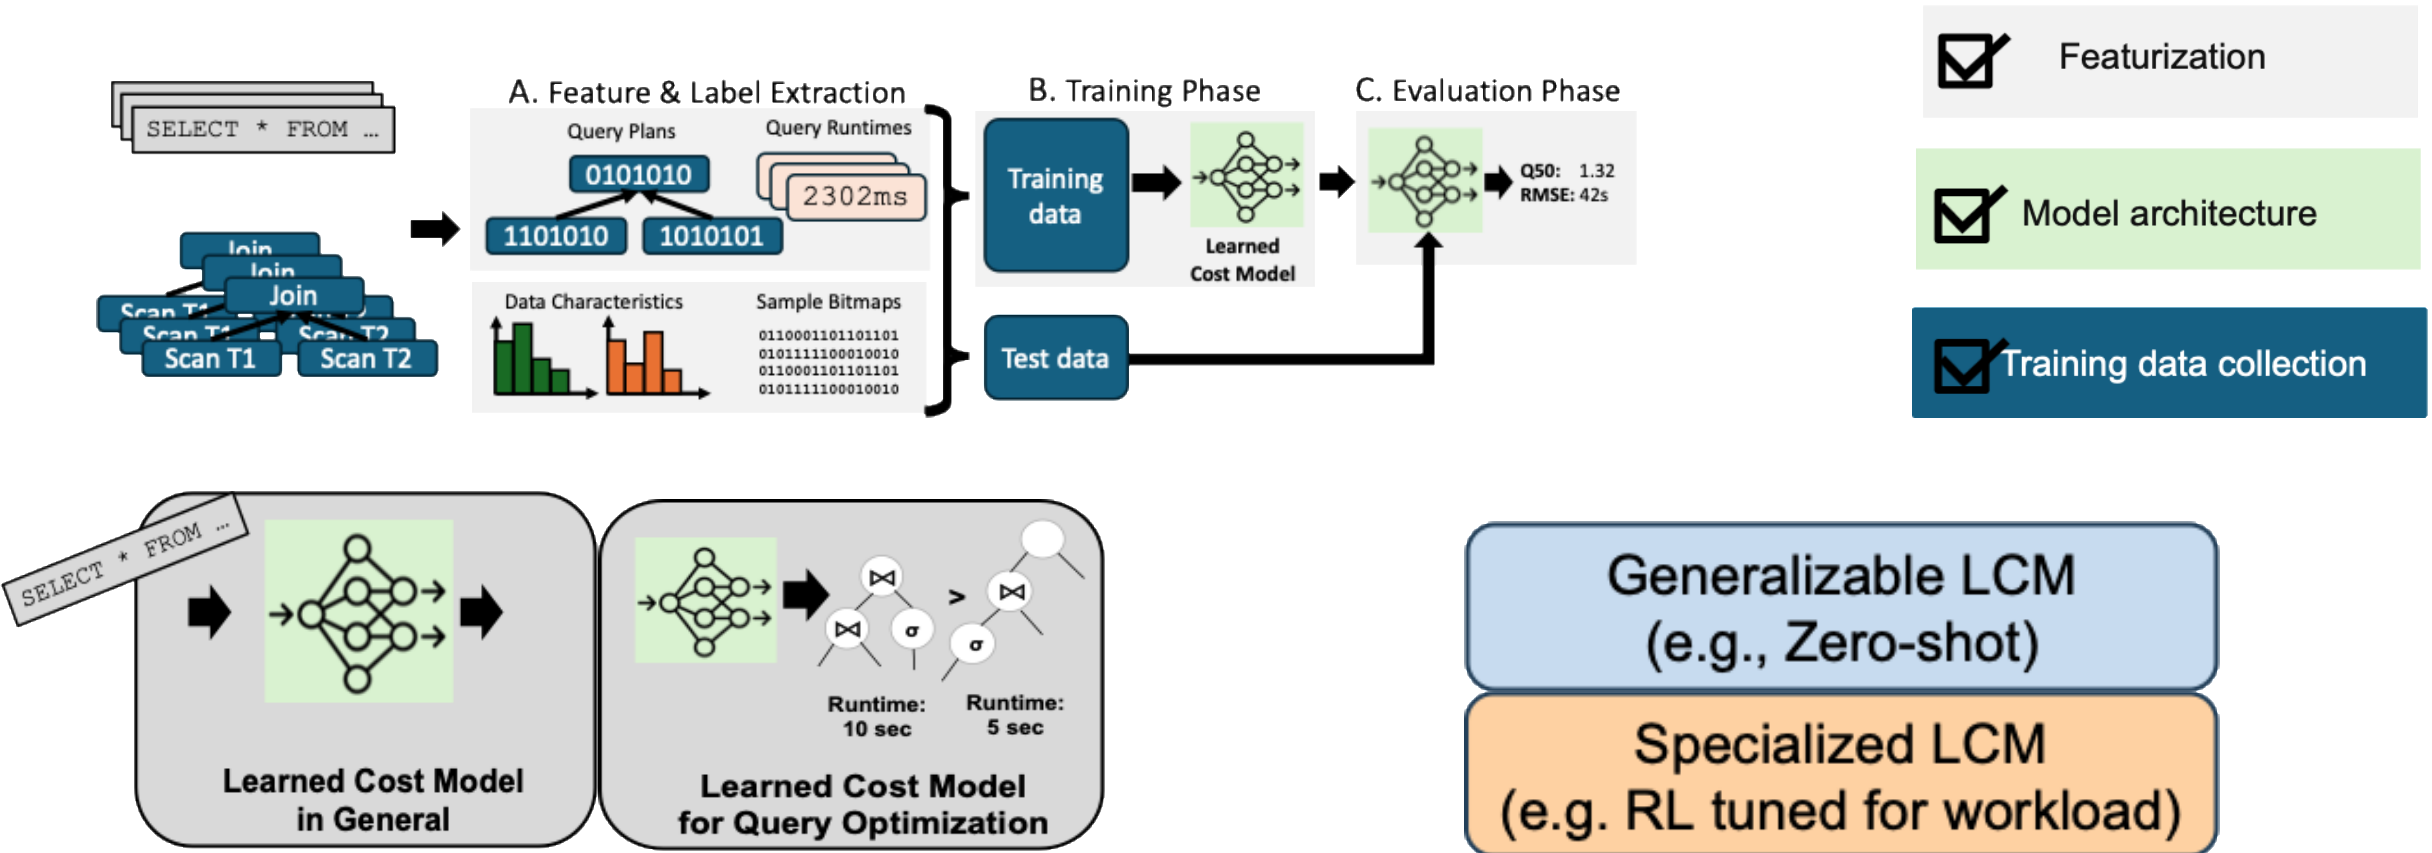 SELECT * FROM …
Join
Join
Join
Scan T1
Scan T1
Scan T2
Scan T1
Scan T2
A. Feature & Label Extraction
Query Plans
Query Runtimes
0101010
1101010
1010101
2302ms
Data Characteristics
Sample Bitmaps
0110001101101101
0101111100010010
0110001101101101
0101111100010010
B. Training Phase
Training
data
Learned
Cost Model
Test data
C. Evaluation Phase
Q50: 1.32
RMSE: 42s
Featurization
Model architecture
Training data collection
SELECT * FROM …
Learned Cost Model
in General
⋈
⋈
σ
>
⋈
σ
Runtime:
10 sec
Runtime:
5 sec
Learned Cost Model
for Query Optimization
Generalizable LCM
(e.g., Zero-shot)
Specialized LCM
(e.g. RL tuned for workload)